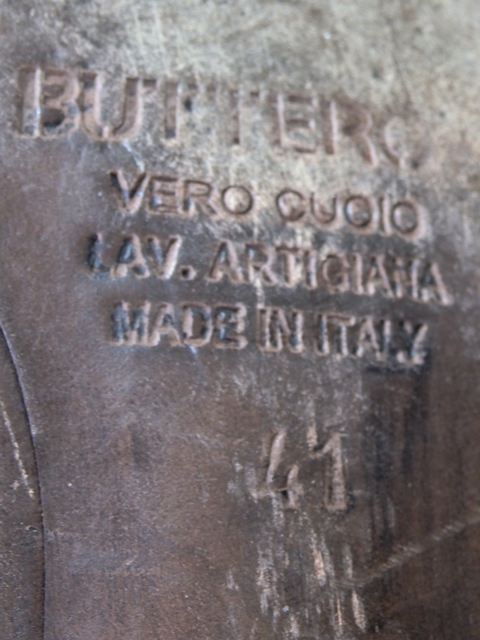 BUTTERO
VERO CUOIO
LAV. ARTIGIANA
MADE IN ITALY
41